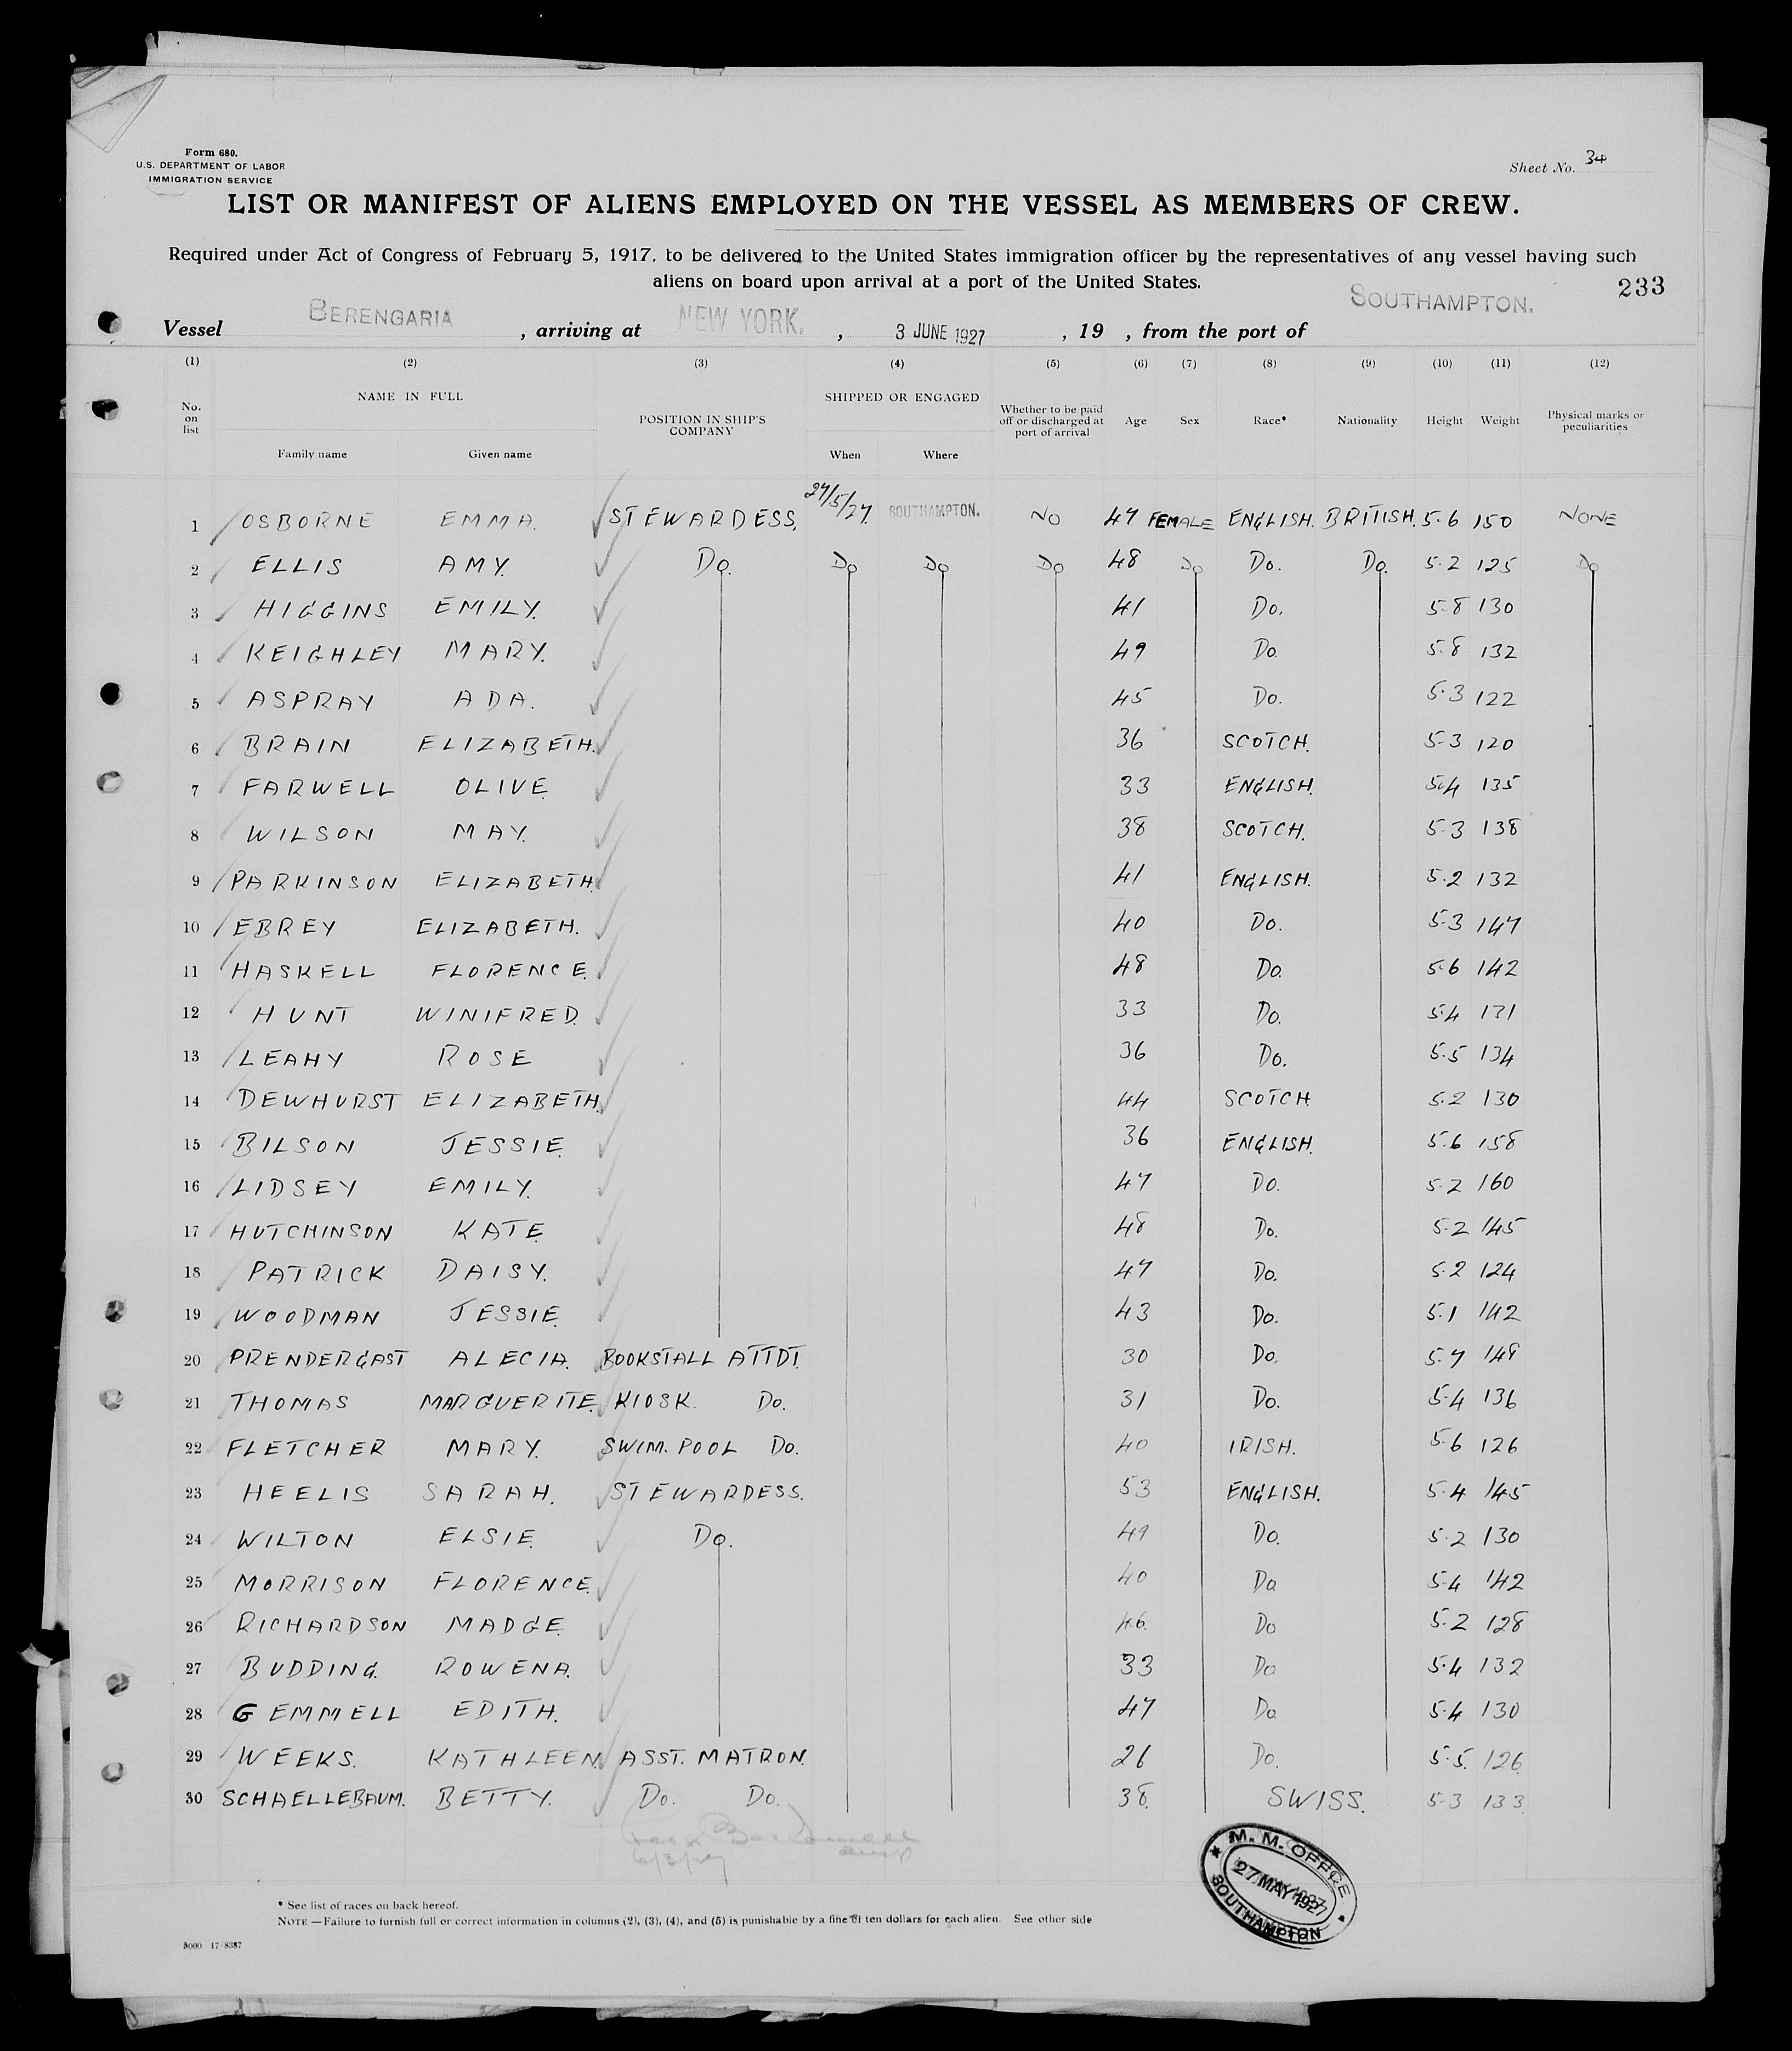 Form 680.
U.S. DEPARTMENT OF LABOR
IMMIGRATION SERVICE
Sheet No. 34
LIST OR MANIFEST OF ALIENS EMPLOYED ON THE VESSEL AS MEMBERS OF CREW.
Required under Act of Congress of February 5, 1917, to be delivered to the United States immigration officer by the representatives of any vessel having such
aliens on board upon arrival at a port of the United States.
233
Vessel BERENGARIA , arriving at NEW YORK. , 3 JUNE 1927 , 19 , from the port of SOUTHAMPTON.
(1) (2) (3) (4) (5) (6) (7) (8) (9) (10) (11) (12)
No. on list NAME IN FULL Family name Given name POSITION IN SHIP'S COMPANY SHIPPED OR ENGAGED When Where Whether to be paid off or discharged at port of arrival Age Sex Race* Nationality Height Weight Physical marks or peculiarities
1 OSBORNE EMMA. STEWARDESS. 27/5/27. SOUTHAMPTON. NO 47 FEMALE ENGLISH. BRITISH. 5.6 150 NONE
2 ELLIS AMY. Do. Do Do Do 48 Do Do. Do. 5.2 125 Do
3 HIGGINS EMILY. 41 Do. 5.8 130
4 KEIGHLEY MARY. 49 Do. 5.8 132
5 ASPRAY ADA. 45 Do. 5.3 122
6 BRAIN ELIZABETH. 36 SCOTCH. 5.3 120
7 FARWELL OLIVE. 33 ENGLISH. 5.4 135
8 WILSON MAY. 38 SCOTCH. 5.3 138
9 PARKINSON ELIZABETH. 41 ENGLISH. 5.2 132
10 EBREY ELIZABETH. 40 Do. 5.3 147
11 HASKELL FLORENCE. 48 Do. 5.6 142
12 HUNT WINIFRED. 33 Do. 5.4 131
13 LEAHY ROSE 36 Do. 5.5 134
14 DEWHURST ELIZABETH. 44 SCOTCH 5.2 130
15 BILSON JESSIE. 36 ENGLISH. 5.6 158
16 LIDSEY EMILY. 47 Do. 5.2 160
17 HUTCHINSON KATE. 48 Do. 5.2 145
18 PATRICK DAISY. 47 Do. 5.2 124
19 WOODMAN JESSIE. 43 Do. 5.1 142
20 PRENDERGAST ALECIA. BOOKSTALL ATTDT. 30 Do. 5.7 149
21 THOMAS MARGUERITE. KIOSK. Do. 31 Do. 5.4 136
22 FLETCHER MARY. SWIM. POOL Do. 40 IRISH. 5.6 126
23 HEELIS SARAH. STEWARDESS. 53 ENGLISH. 5.4 145
24 WILTON ELSIE. Do. 49 Do. 5.2 130
25 MORRISON FLORENCE. 40 Do 5.4 142
26 RICHARDSON MADGE. 46. Do 5.2 128
27 BUDDING. ROWENA. 33 Do 5.4 132
28 GEMMELL EDITH. 47 Do 5.4 130
29 WEEKS. KATHLEEN. ASST. MATRON. 26 Do. 5.5. 126.
30 SCHAELLEBAUM. BETTY. Do. Do. 38. SWISS. 5.3 133
M. M. OFFICE
27 MAY 1927
SOUTHAMPTON
* See list of races on back hereof.
NOTE —Failure to furnish full or correct information in columns (2), (3), (4), and (5) is punishable by a fine of ten dollars for each alien. See other side